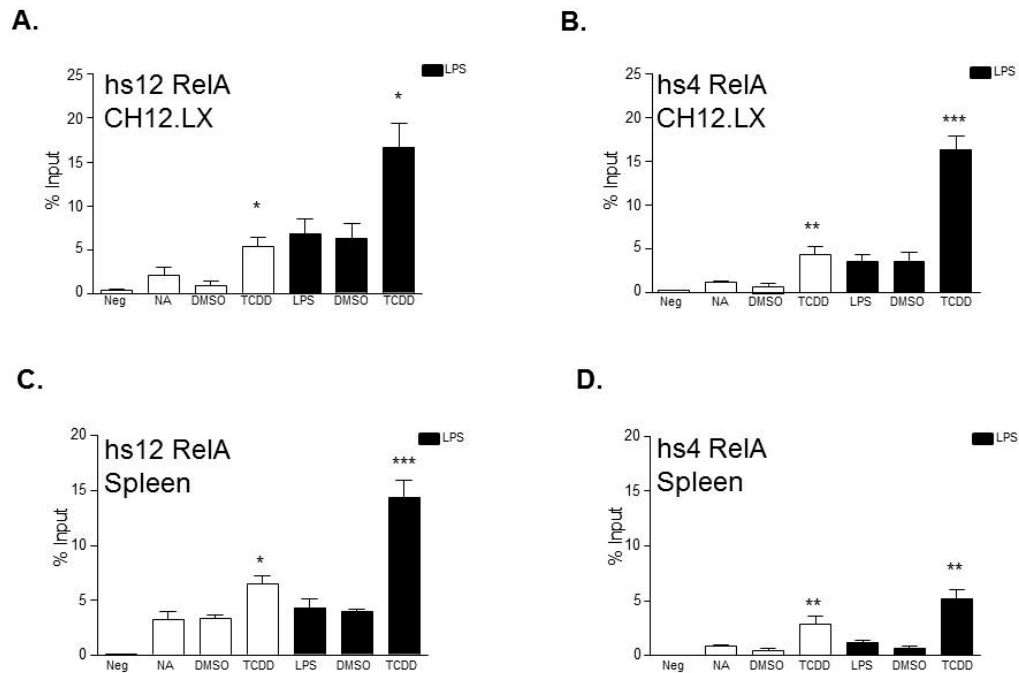 A.
hs12 RelA
CH12.LX
LPS
% Input
25
20
15
10
5
0
*
*
Neg NA DMSO TCDD LPS DMSO TCDD
B.
hs4 RelA
CH12.LX
LPS
% Input
25
20
15
10
5
0
**
***
Neg NA DMSO TCDD LPS DMSO TCDD
C.
hs12 RelA
Spleen
LPS
% Input
20
15
10
5
0
*
***
Neg NA DMSO TCDD LPS DMSO TCDD
D.
hs4 RelA
Spleen
LPS
% Input
20
15
10
5
0
**
**
Neg NA DMSO TCDD LPS DMSO TCDD